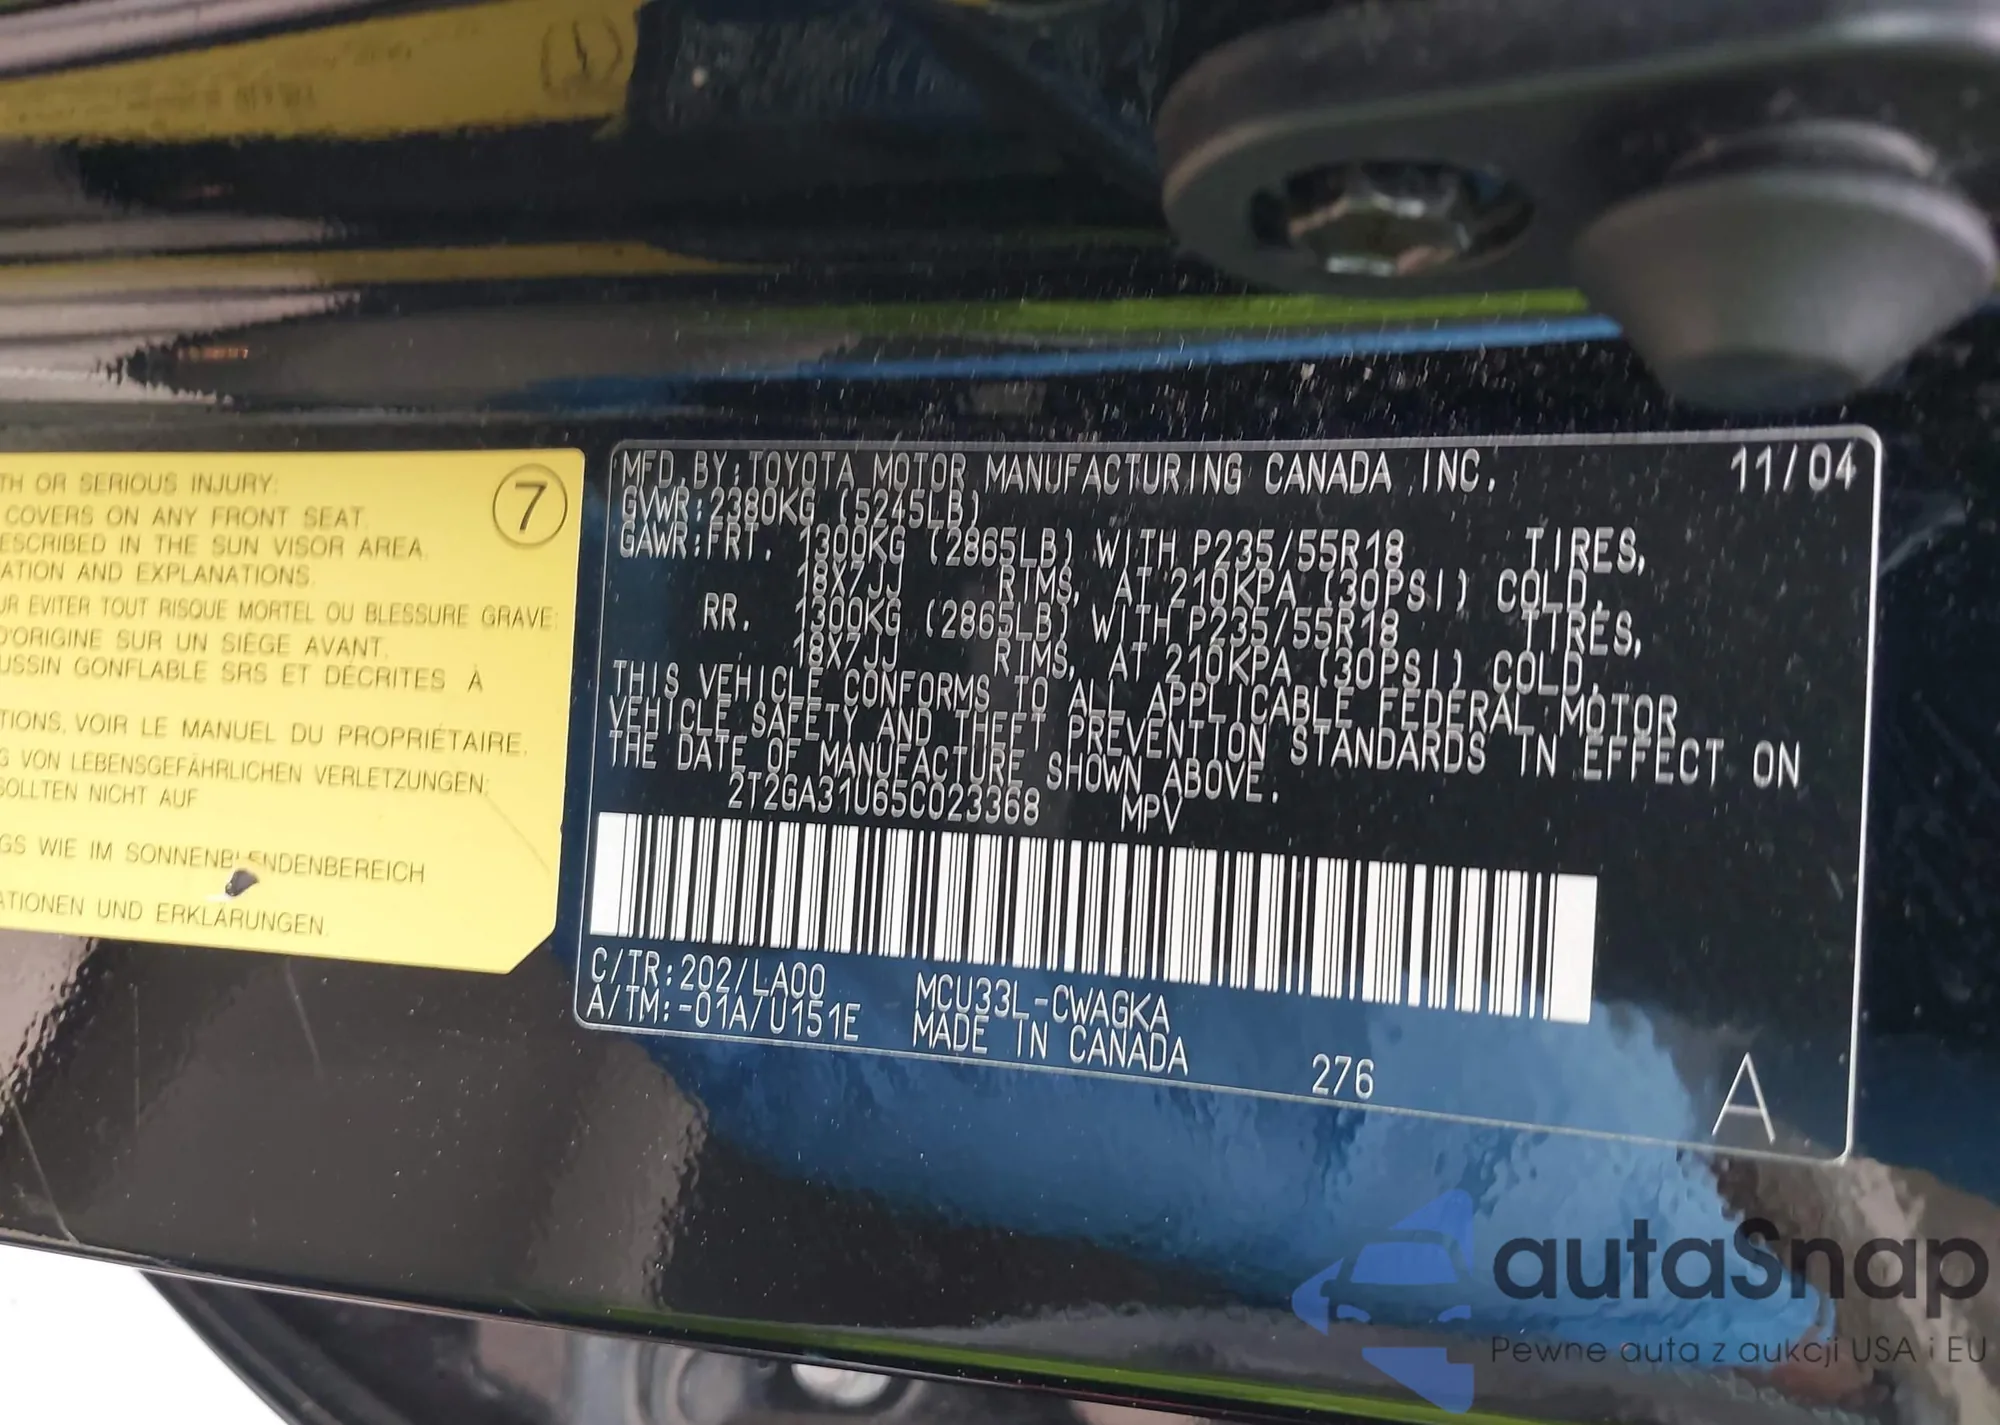 TH OR SERIOUS INJURY:
COVERS ON ANY FRONT SEAT.
ESCRIBED IN THE SUN VISOR AREA.
ATION AND EXPLANATIONS.
UR EVITER TOUT RISQUE MORTEL OU BLESSURE GRAVE:
D'ORIGINE SUR UN SIÈGE AVANT.
USSIN GONFLABLE SRS ET DÉCRITES À
TIONS, VOIR LE MANUEL DU PROPRIÉTAIRE.
G VON LEBENSGEFÄHRLICHEN VERLETZUNGEN:
SOLLTEN NICHT AUF
GS WIE IM SONNENBLENDENBEREICH
ATIONEN UND ERKLÄRUNGEN.
7
MFD.BY:TOYOTA MOTOR MANUFACTURING CANADA INC. 11/04
GVWR:2380KG (5245LB)
GAWR:FRT. 1300KG (2865LB) WITH P235/55R18 TIRES,
18X7JJ RIMS, AT 210KPA (30PSI) COLD.
RR. 1300KG (2865LB) WITH P235/55R18 TIRES,
18X7JJ RIMS, AT 210KPA (30PSI) COLD.
THIS VEHICLE CONFORMS TO ALL APPLICABLE FEDERAL MOTOR
VEHICLE SAFETY AND THEFT PREVENTION STANDARDS IN EFFECT ON
THE DATE OF MANUFACTURE SHOWN ABOVE.
2T2GA31U65C023368 MPV
C/TR:202/LA00 MCU33L-CWAGKA
A/TM:-01A/U151E MADE IN CANADA 276 A
autaSnap
Pewne auta z aukcji USA i EU